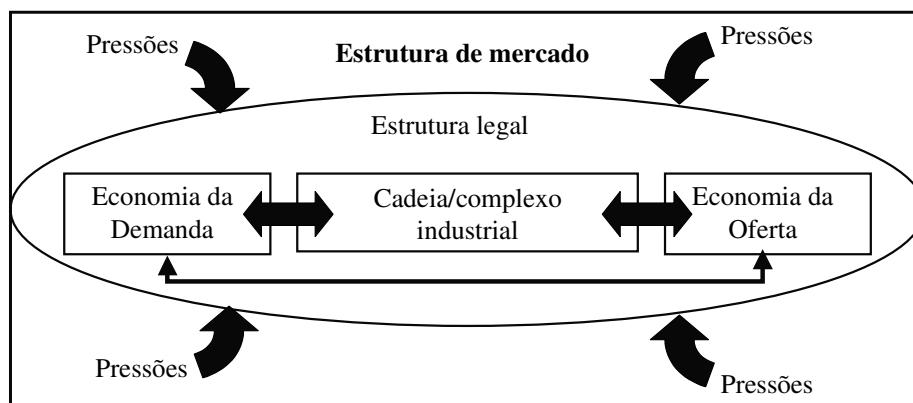 Pressões
Estrutura de mercado
Pressões
Estrutura legal
Economia da
Demanda
Cadeia/complexo
industrial
Economia da
Oferta
Pressões
Pressões